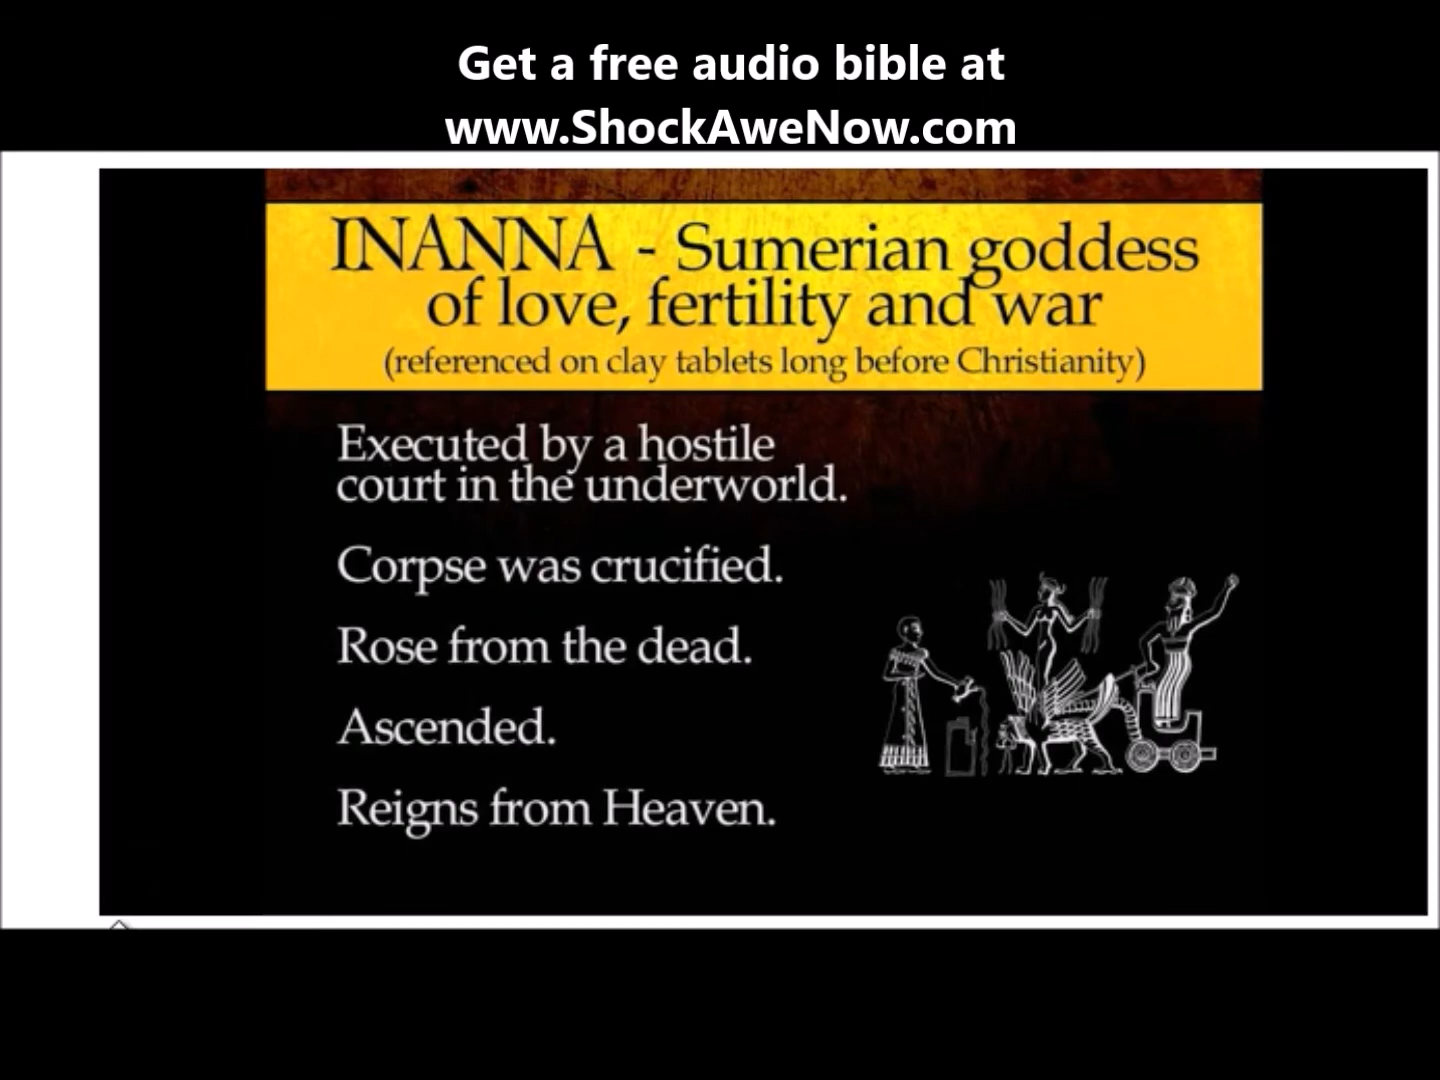 Get a free audio bible at
www.ShockAweNow.com
INANNA - Sumerian goddess
of love, fertility and war
(referenced on clay tablets long before Christianity)
Executed by a hostile
court in the underworld.
Corpse was crucified.
Rose from the dead.
Ascended.
Reigns from Heaven.